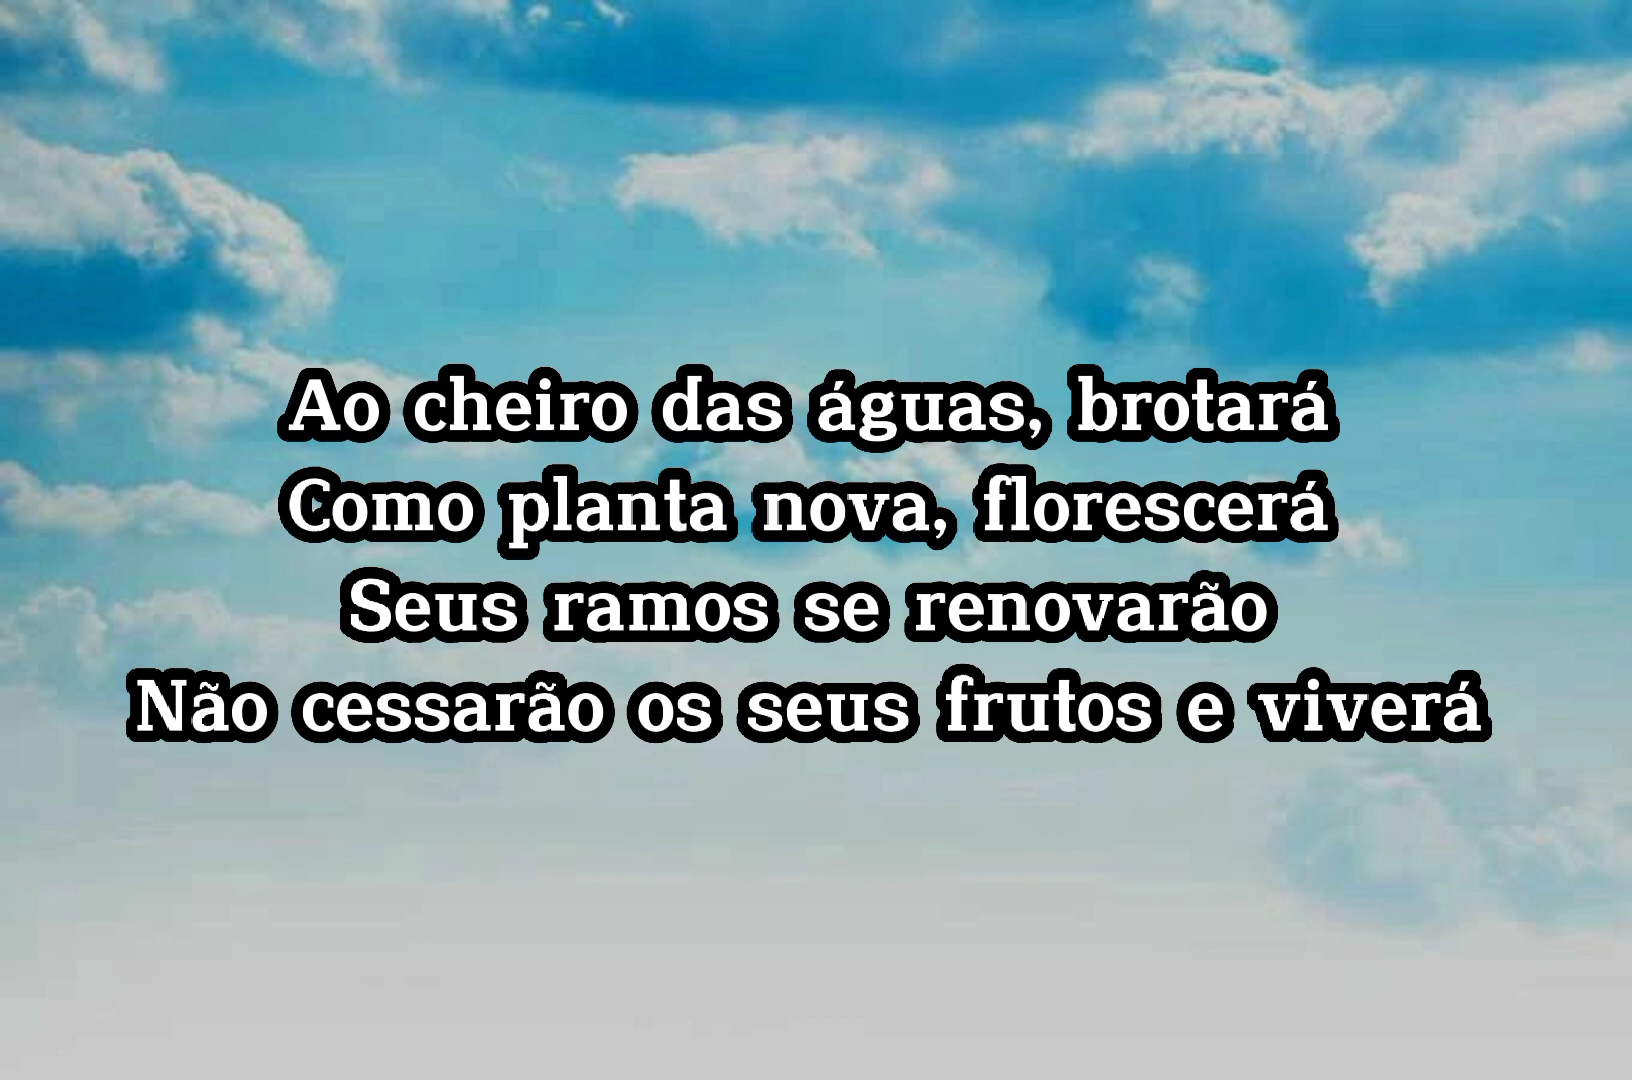 Ao cheiro das águas, brotará
Como planta nova, florescerá
Seus ramos se renovarão
Não cessarão os seus frutos e viverá